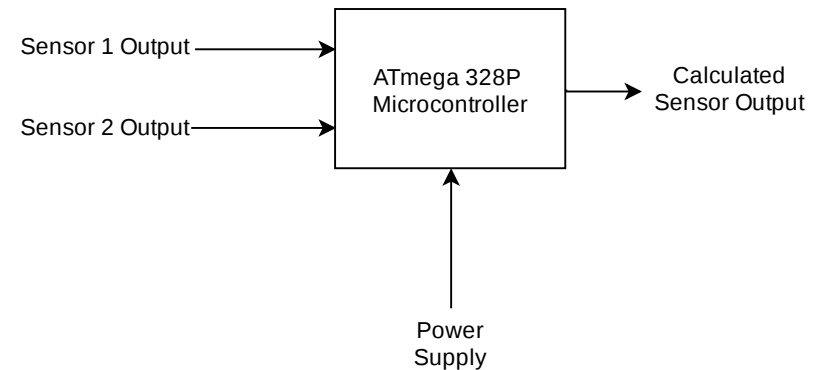 Sensor 1 Output
Sensor 2 Output
ATmega 328P
Microcontroller
Calculated
Sensor Output
Power
Supply